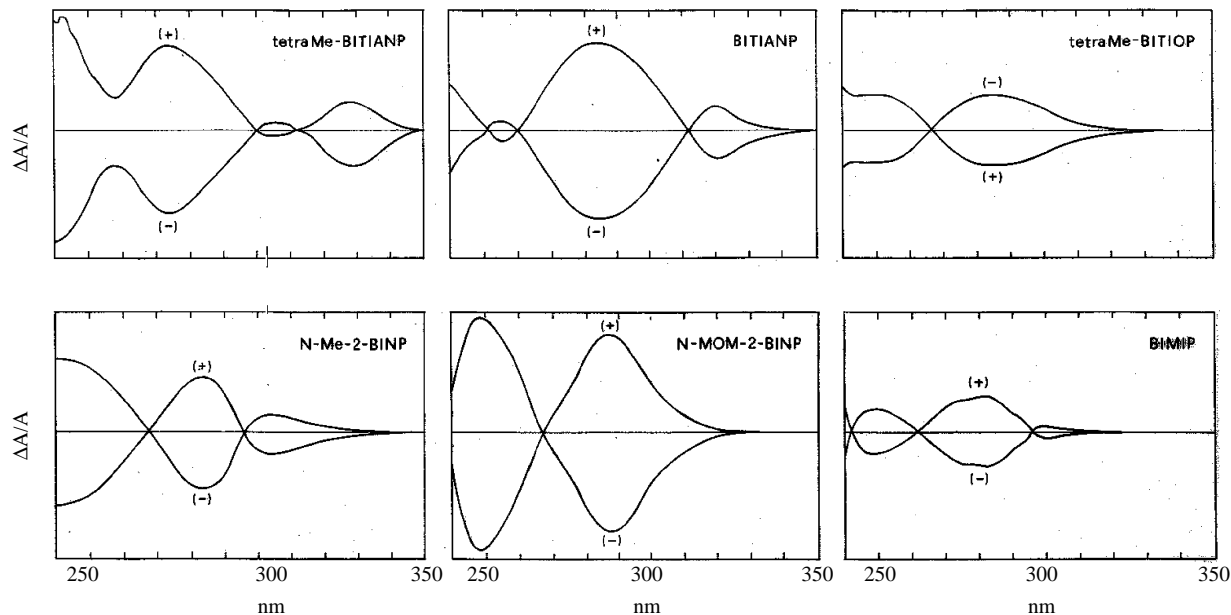 tetraMe-BITIANP
(+)
(-)
BITIANP
(+)
(-)
tetraMe-BITIOP
(-)
(+)
ΔA/A
N-Me-2-BINP
(+)
(-)
N-MOM-2-BINP
(+)
(-)
BIMIP
(+)
(-)
ΔA/A
250 300 350
250 300 350
250 300 350
nm
nm
nm